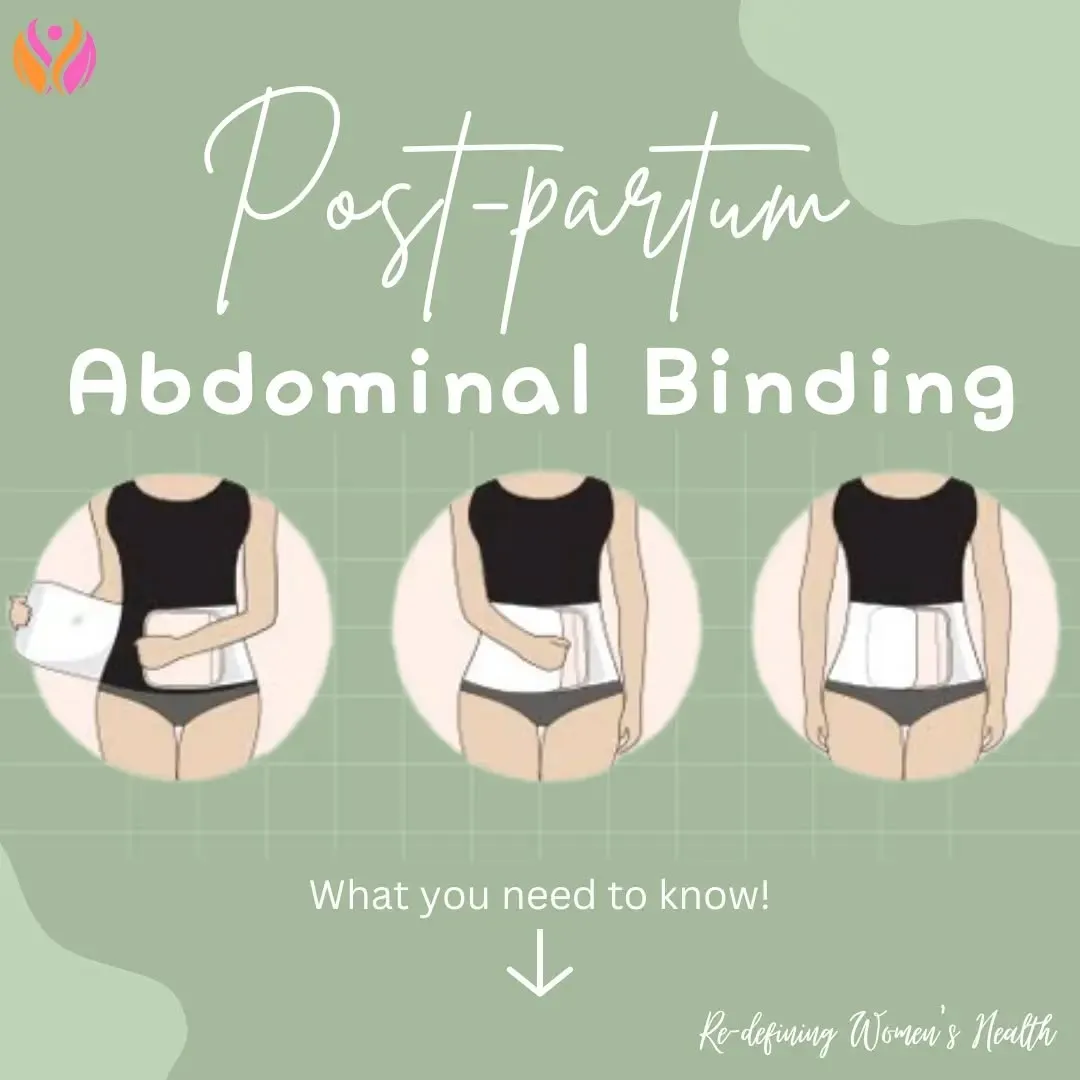 Post-partum
Abdominal Binding
What you need to know!
Re-defining Women's Health